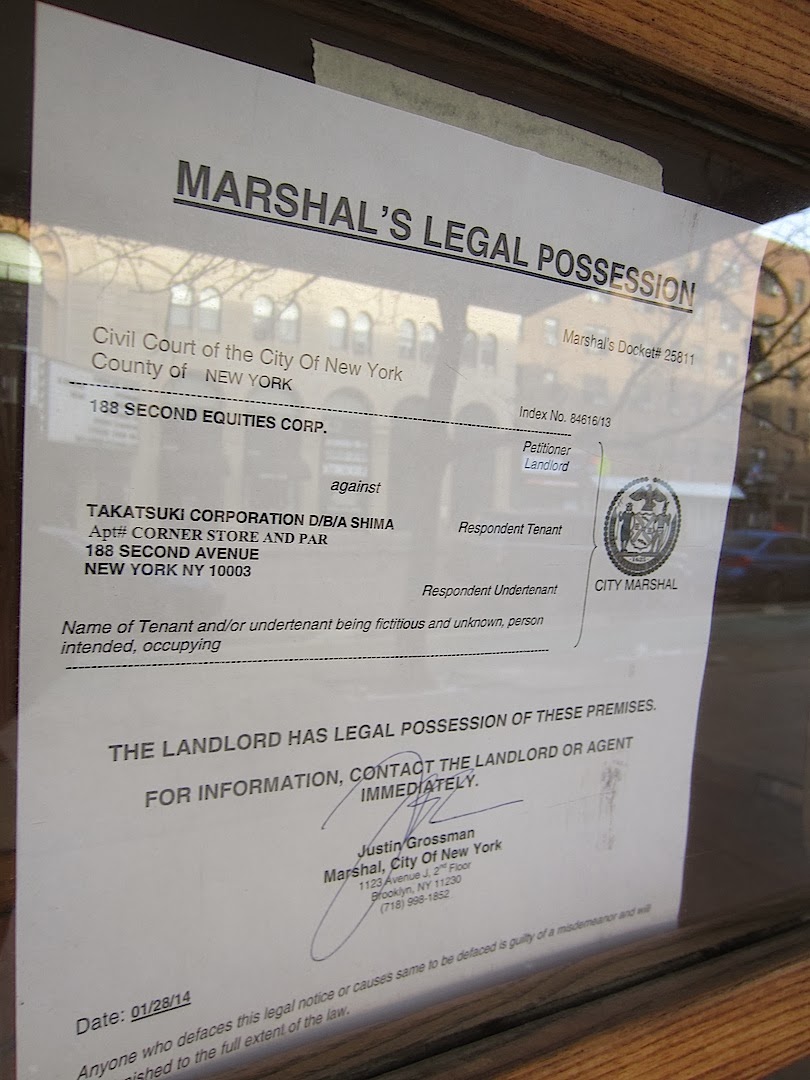 MARSHAL'S LEGAL POSSESSION
Marshal's Docket# 25811
Civil Court of the City Of New York
County of NEW YORK
Index No. 84616/13
188 SECOND EQUITIES CORP.
Petitioner
Landlord
against
TAKATSUKI CORPORATION D/B/A SHIMA
Apt# CORNER STORE AND PAR
188 SECOND AVENUE
NEW YORK NY 10003
Respondent Tenant
Respondent Undertenant
CITY MARSHAL
Name of Tenant and/or undertenant being fictitious and unknown, person
intended, occupying
THE LANDLORD HAS LEGAL POSSESSION OF THESE PREMISES.
FOR INFORMATION, CONTACT THE LANDLORD OR AGENT
IMMEDIATELY.
Justin Grossman
Marshal, City Of New York
1123 Avenue J, 2nd Floor
Brooklyn, NY 11230
(718) 998-1852
Date: 01/28/14
Anyone who defaces this legal notice or causes same to be defaced is guilty of a misdemeanor and will
ished to the full extent of the law.